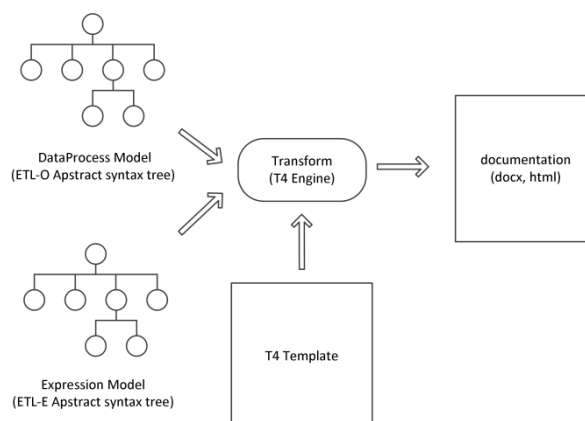 DataProcess Model
(ETL-O Apstract syntax tree)
Transform
(T4 Engine)
documentation
(docx, html)
Expression Model
(ETL-E Apstract syntax tree)
T4 Template